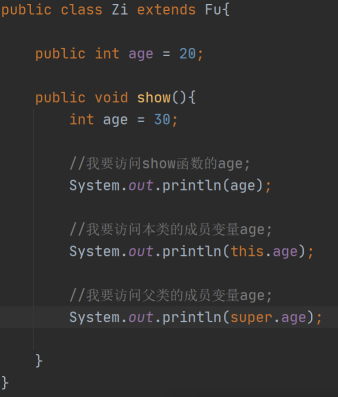 public class Zi extends Fu{
public int age = 20;
public void show(){
int age = 30;
//我要访问show函数的age;
System.out.println(age);
//我要访问本类的成员变量age;
System.out.println(this.age);
//我要访问父类的成员变量age;
System.out.println(super.age);
}
}